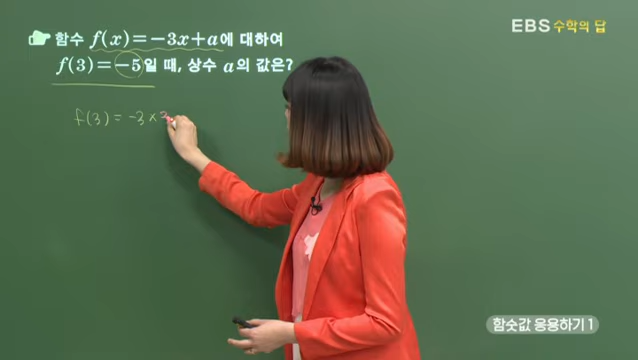 함수 f(x)=-3x+a에 대하여
f(3)=-5일 때, 상수 a의 값은?
EBS 수학의 답
f(3) = -3×3
함숫값 응용하기 1